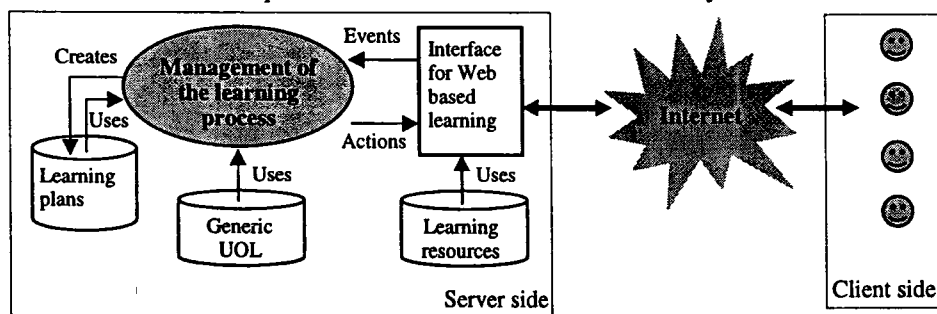 Creates
Events
Interface
for Web
based
learning
Management of
the learning
process
Uses
Actions
Internet
Learning
plans
Uses
Uses
Generic
UOL
Learning
resources
Server side
Client side